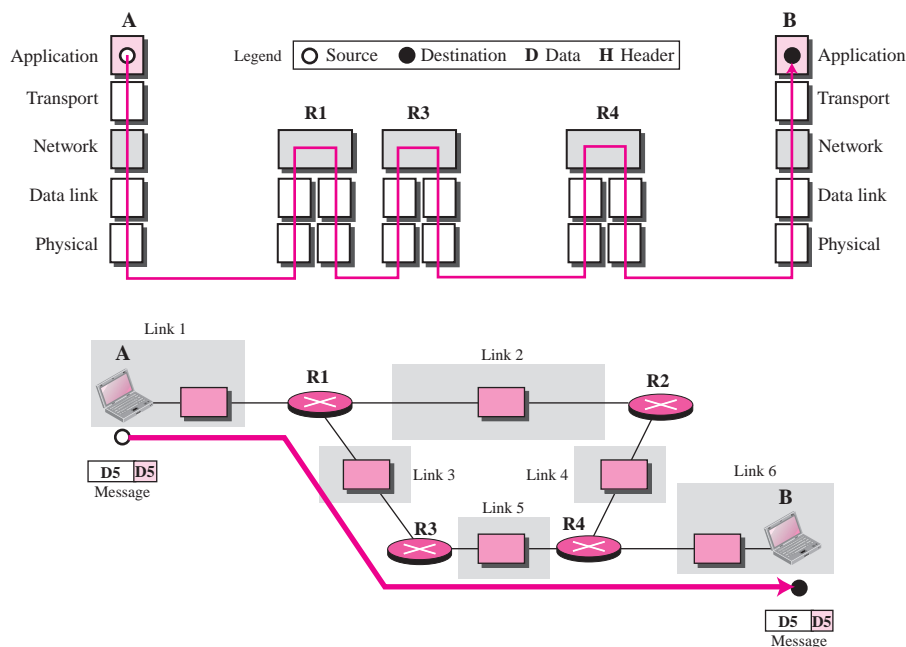 A
B
Application
Legend
Source
Destination
D Data
H Header
Application
Transport
Transport
R1
R3
R4
Network
Network
Data link
Data link
Physical
Physical
Link 1
A
Link 2
R1
R2
Link 3
Link 4
Link 6
D5 D5
Message
B
Link 5
R3
R4
D5 D5
Message